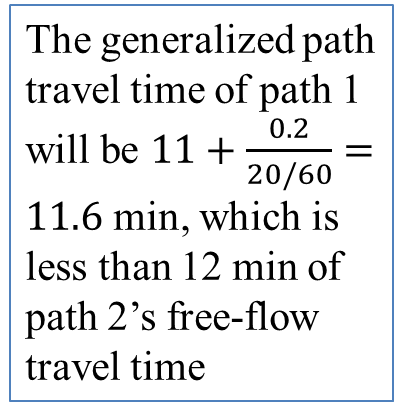 The generalized path
travel time of path 1
will be 11 + \frac{0.2}{20/60} =
11.6 min, which is
less than 12 min of
path 2’s free-flow
travel time